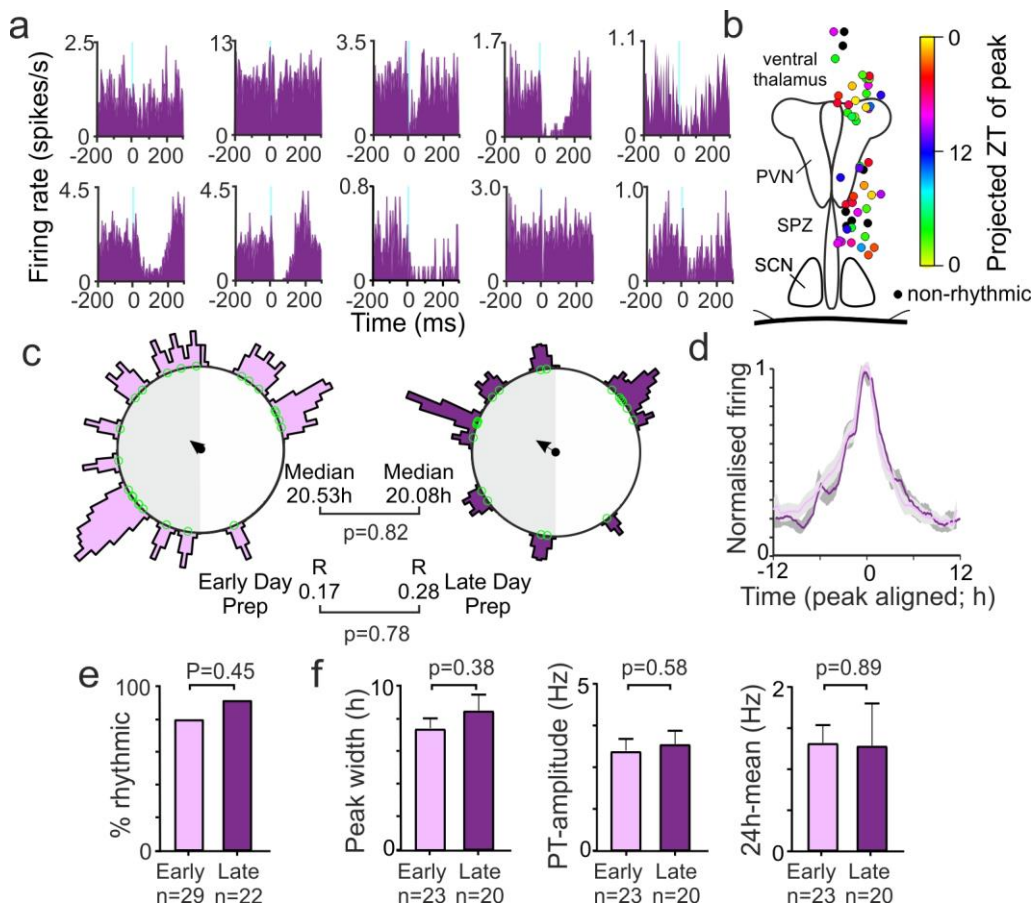 a
Firing rate (spikes/s)
2.5
0
-200 0 200
13
0
-200 0 200
3.5
0
-200 0 200
1.7
0
-200 0 200
1.1
0
-200 0 200
4.5
0
-200 0 200
4.5
0
-200 0 200
0.8
0
-200 0 200
3.0
0
-200 0 200
1.0
0
-200 0 200
Time (ms)
b
ventral
thalamus
PVN
SPZ
SCN
0
12
0
Projected ZT of peak
non-rhythmic
c
Median
20.53h
Median
20.08h
p=0.82
Early Day
Prep
R
0.17
R
0.28
Late Day
Prep
p=0.78
d
Normalised firing
1
0
-12 0 12
Time (peak aligned; h)
e
P=0.45
% rhythmic
100
0
Early Late
n=29 n=22
f
p=0.38
Peak width (h)
10
0
Early Late
n=23 n=20
p=0.58
PT-amplitude (Hz)
5
0
Early Late
n=23 n=20
p=0.89
24h-mean (Hz)
2
0
Early Late
n=23 n=20